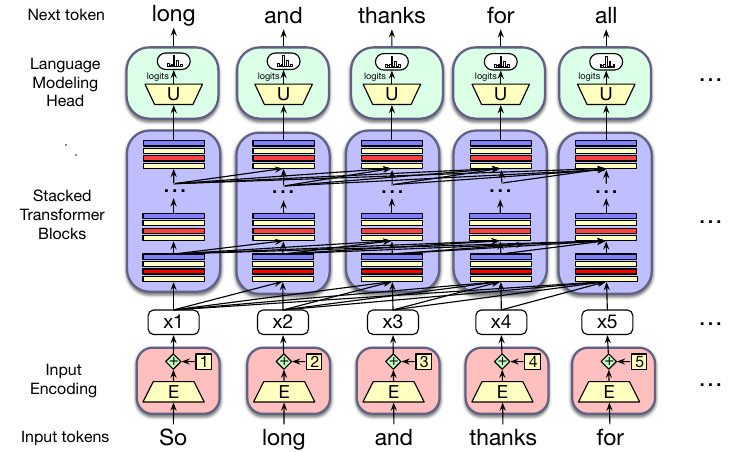 Next token long and thanks for all
Language
Modeling
Head
logits logits logits logits logits
U U U U U
...
... ... ... ... ...
Stacked
Transformer
Blocks
...
x1 x2 x3 x4 x5 ...
1 2 3 4 5
+ + + + +
Input
Encoding
E E E E E
...
Input tokens So long and thanks for